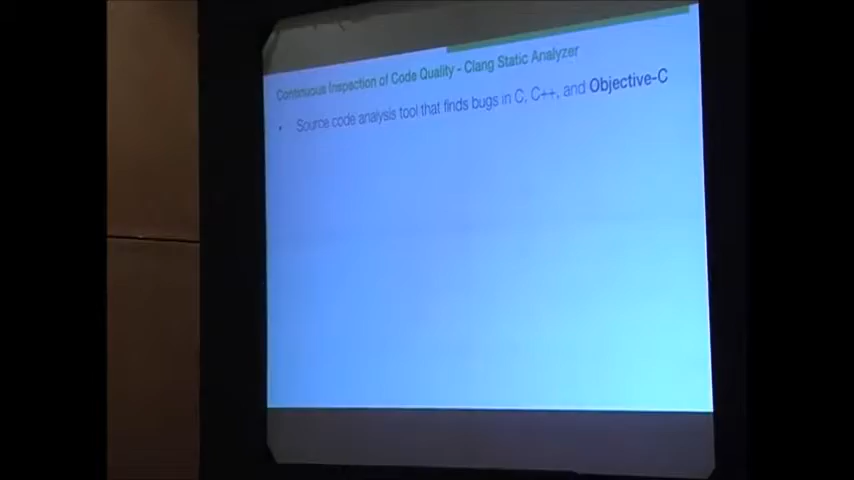 Continuous Inspection of Code Quality - Clang Static Analyzer
• Source code analysis tool that finds bugs in C, C++, and Objective-C